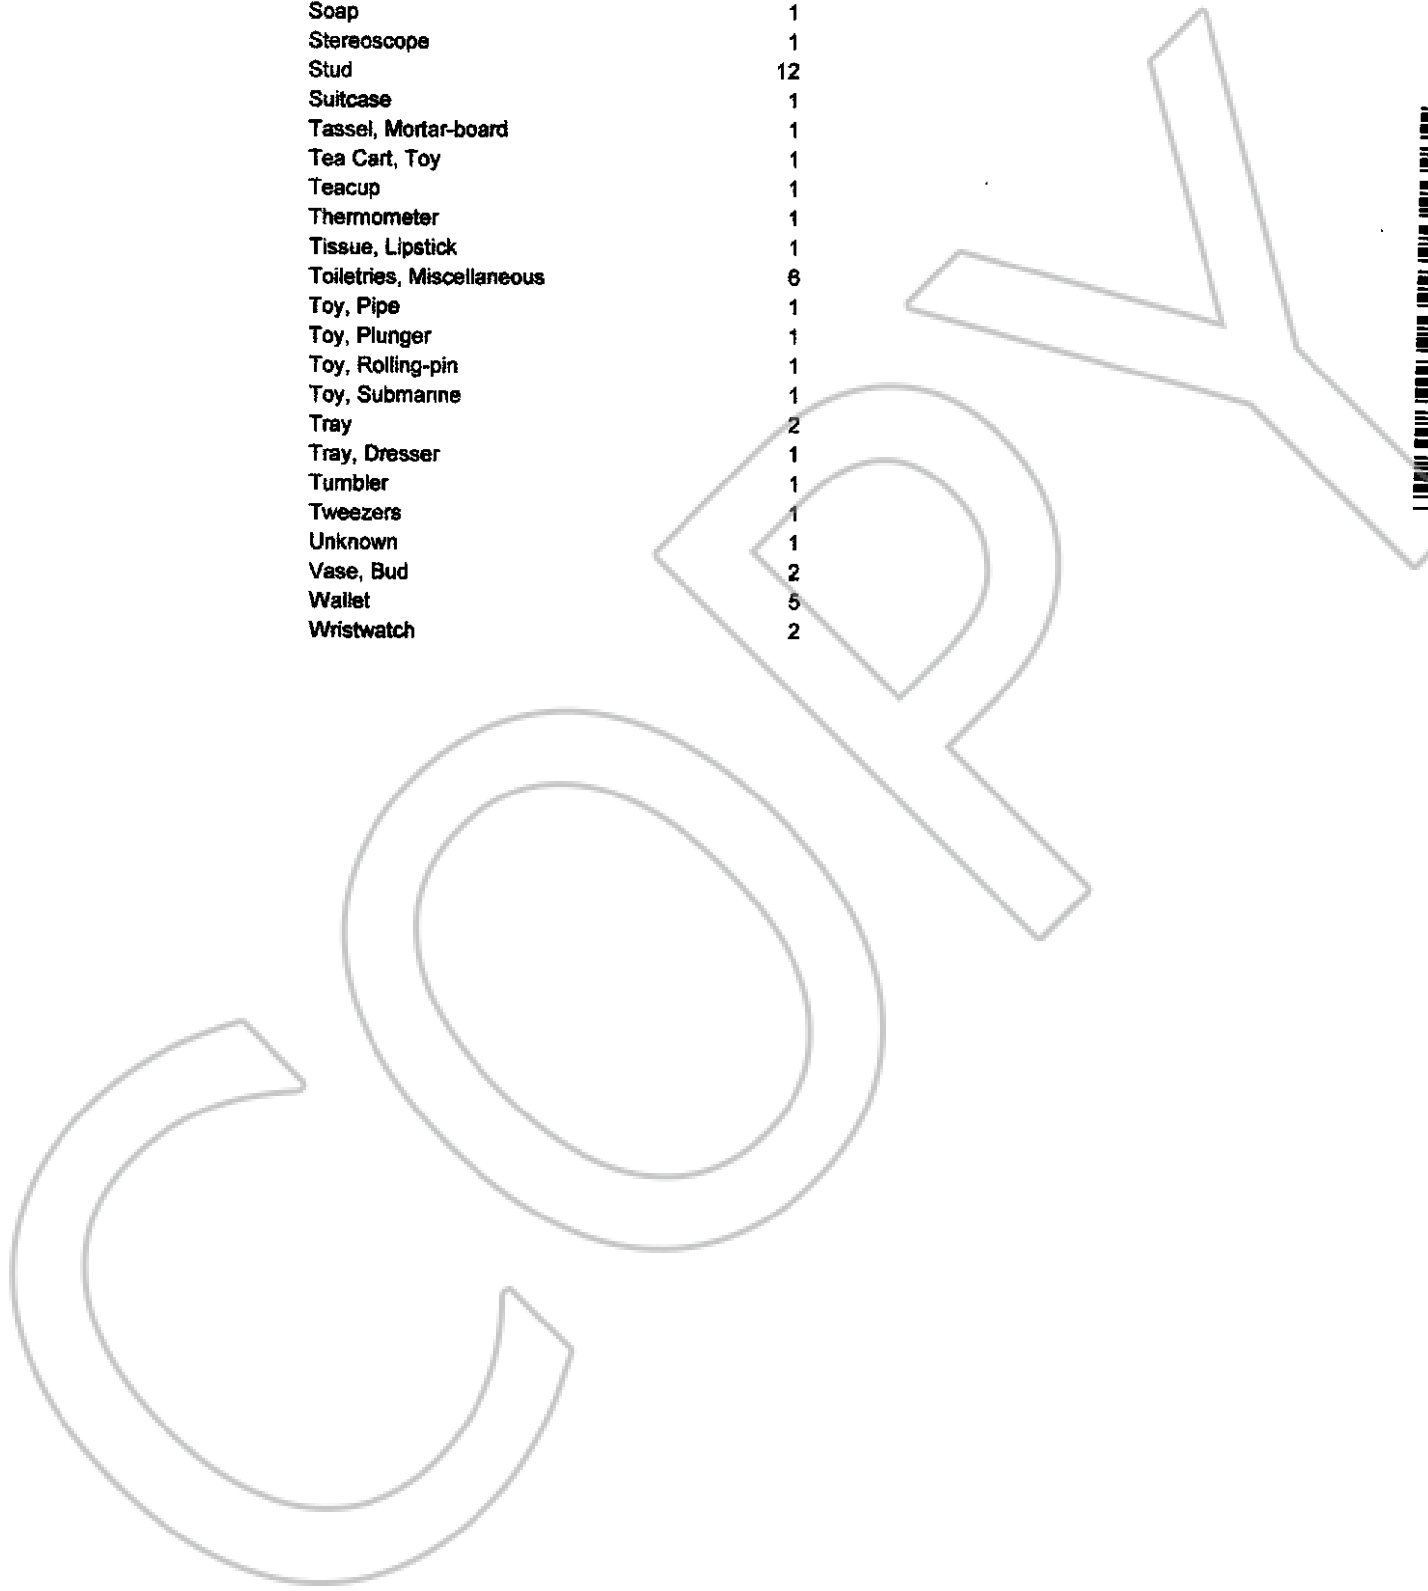 Soap 1
Stereoscope 1
Stud 12
Suitcase 1
Tassel, Mortar-board 1
Tea Cart, Toy 1
Teacup 1
Thermometer 1
Tissue, Lipstick 1
Toiletries, Miscellaneous 6
Toy, Pipe 1
Toy, Plunger 1
Toy, Rolling-pin 1
Toy, Submarine 1
Tray 2
Tray, Dresser 1
Tumbler 1
Tweezers 1
Unknown 1
Vase, Bud 2
Wallet 5
Wristwatch 2
COPY